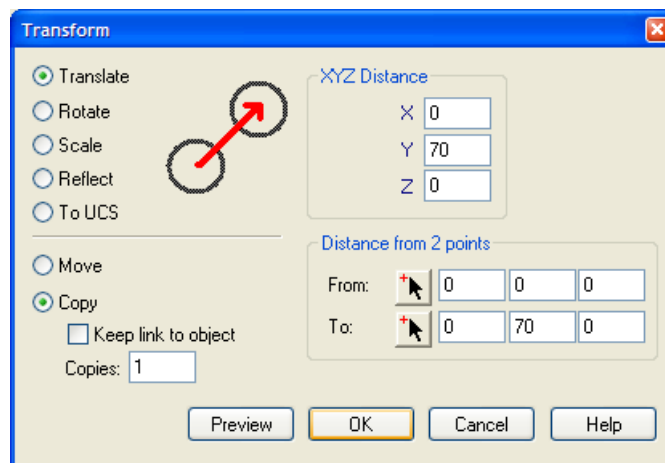 Transform
Translate
Rotate
Scale
Reflect
To UCS
Move
Copy
Keep link to object
Copies: 1
XYZ Distance
X 0
Y 70
Z 0
Distance from 2 points
From: 0 0 0
To: 0 70 0
Preview OK Cancel Help